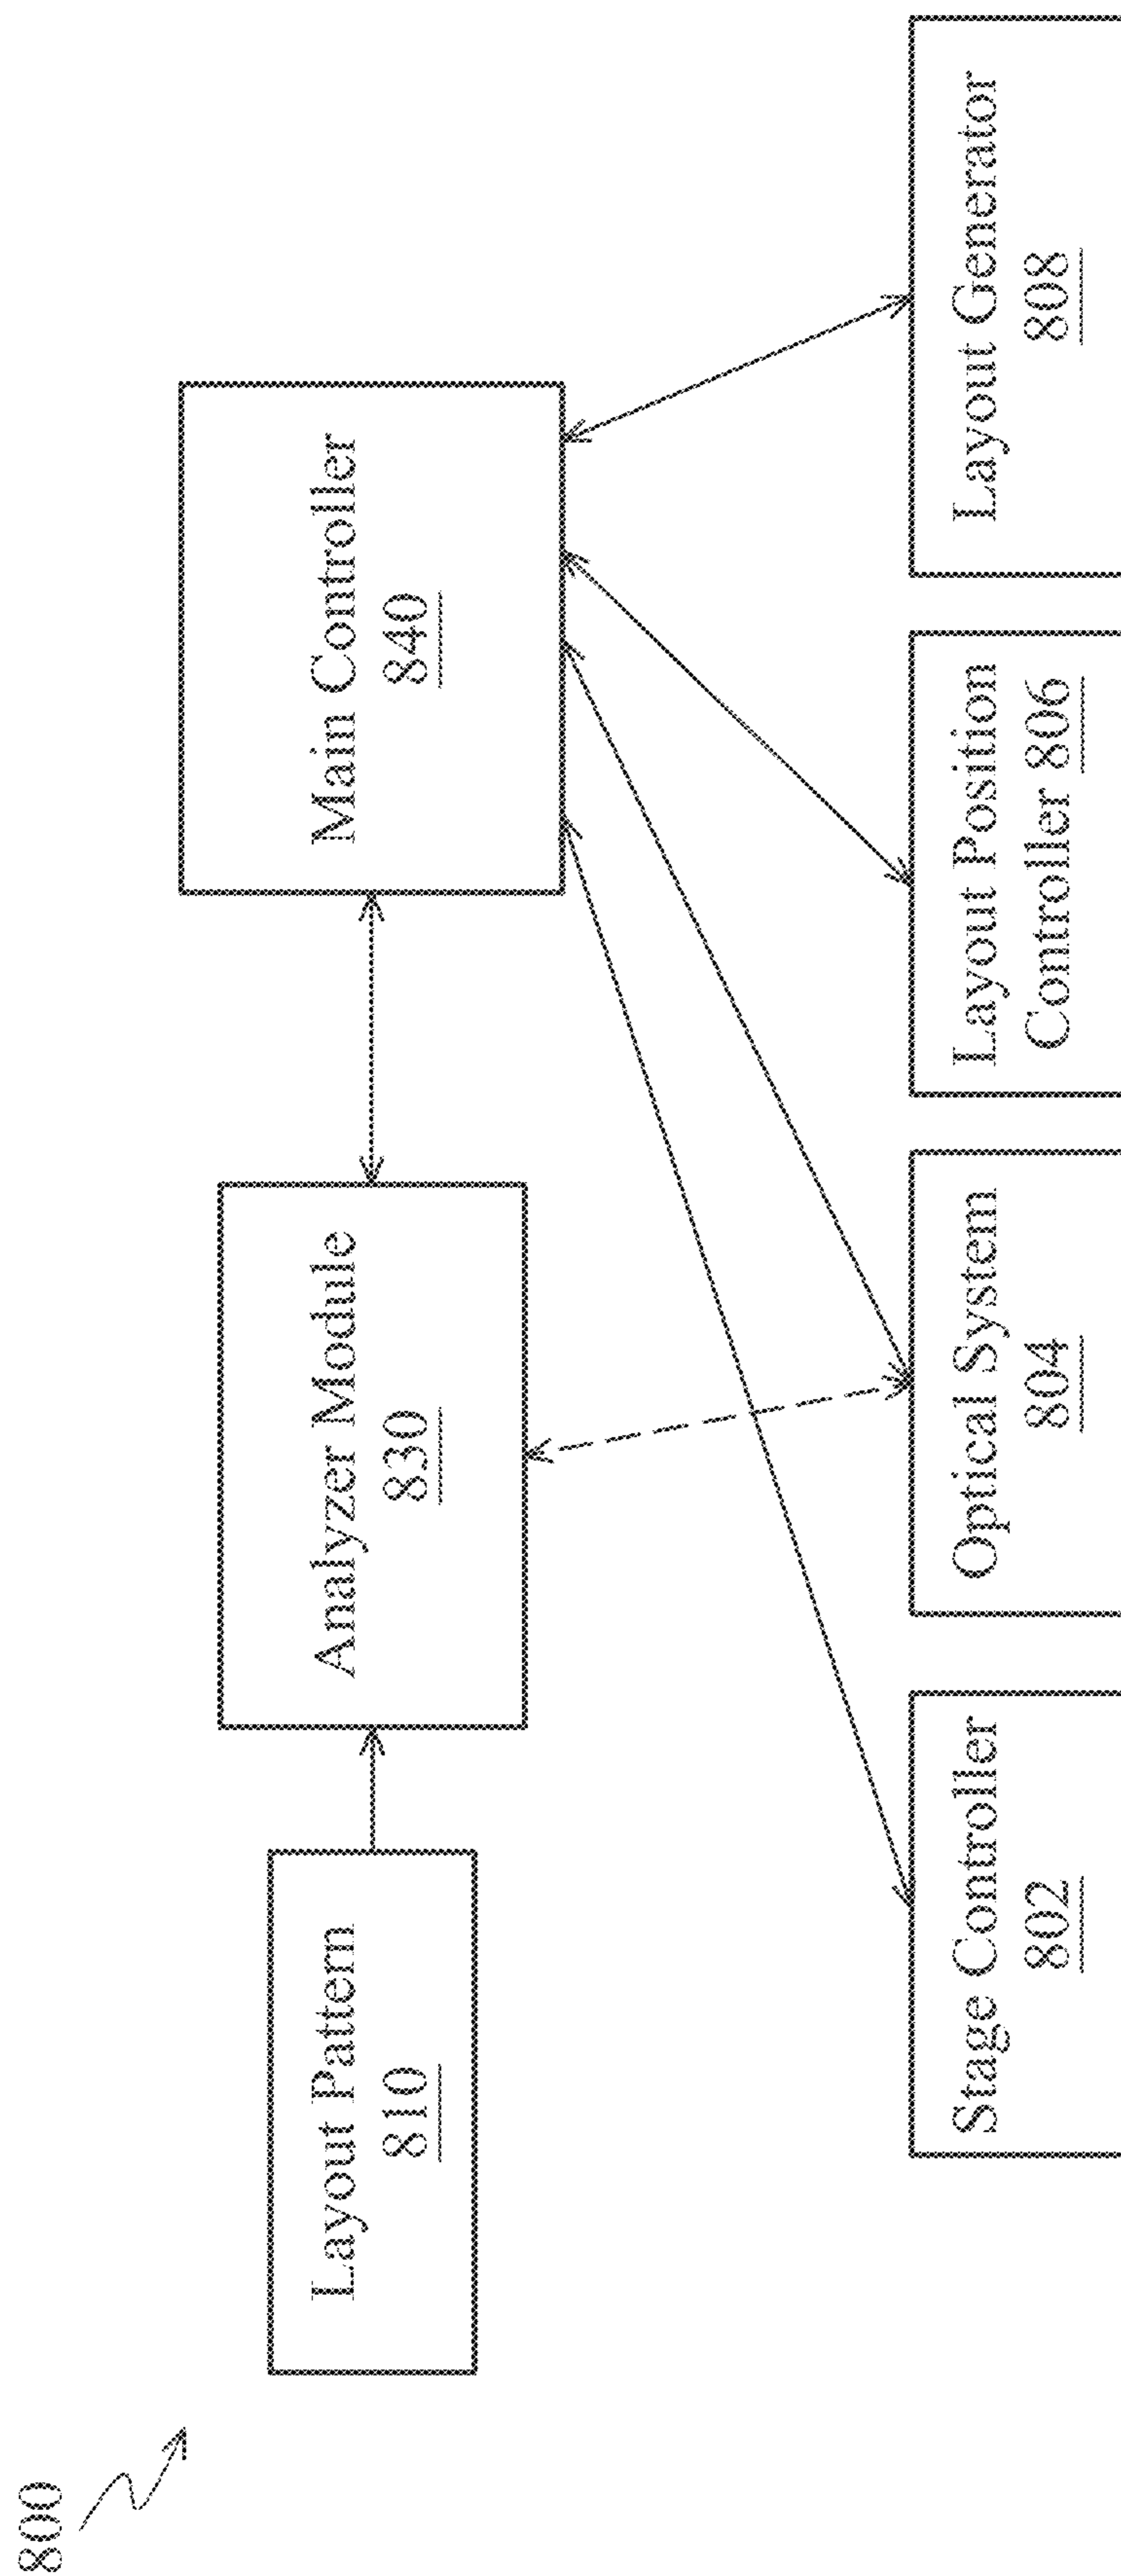 800
Layout Pattern
810
Analyzer Module
830
Main Controller
840
Stage Controller
802
Optical System
804
Layout Position
Controller 806
Layout Generator
808